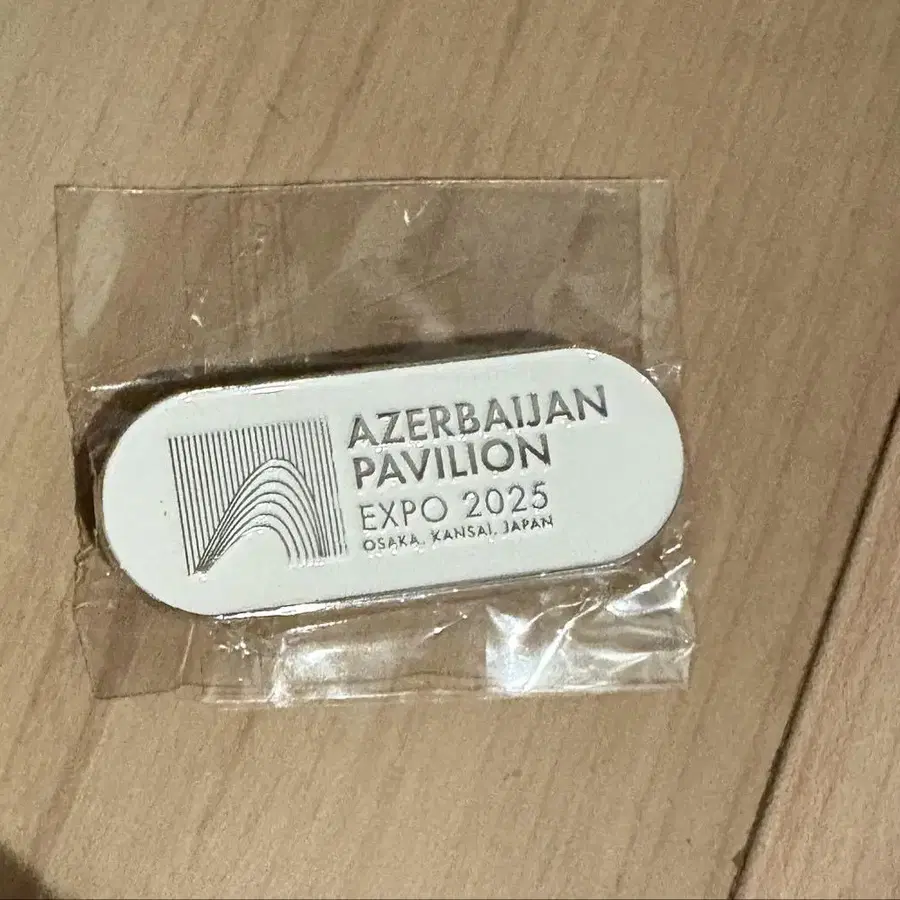 AZERBAIJAN
PAVILION
EXPO 2025
OSAKA, KANSAI, JAPAN